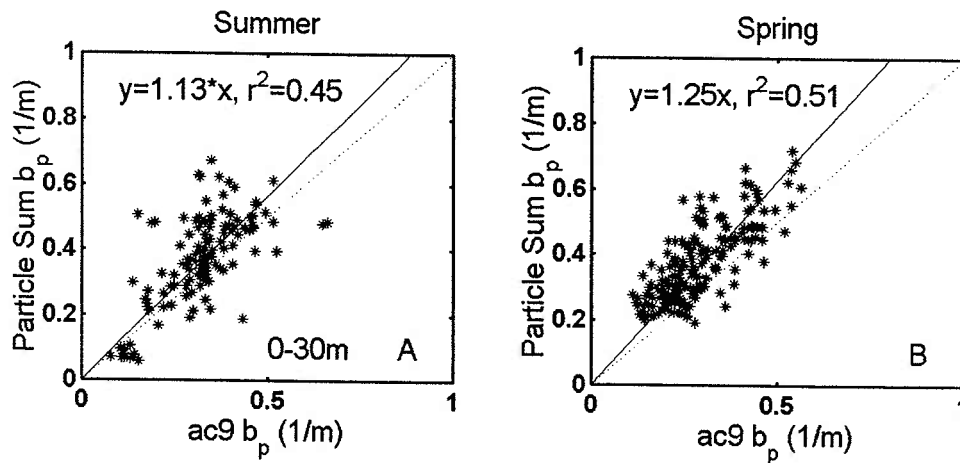 Summer
y=1.13*x, r²=0.45
Particle Sum bₚ (1/m)
1
0.8
0.6
0.4
0.2
0
0-30m A
0 0.5 1
ac9 bₚ (1/m)
Spring
y=1.25x, r²=0.51
Particle Sum bₚ (1/m)
1
0.8
0.6
0.4
0.2
0
B
0 0.5 1
ac9 bₚ (1/m)